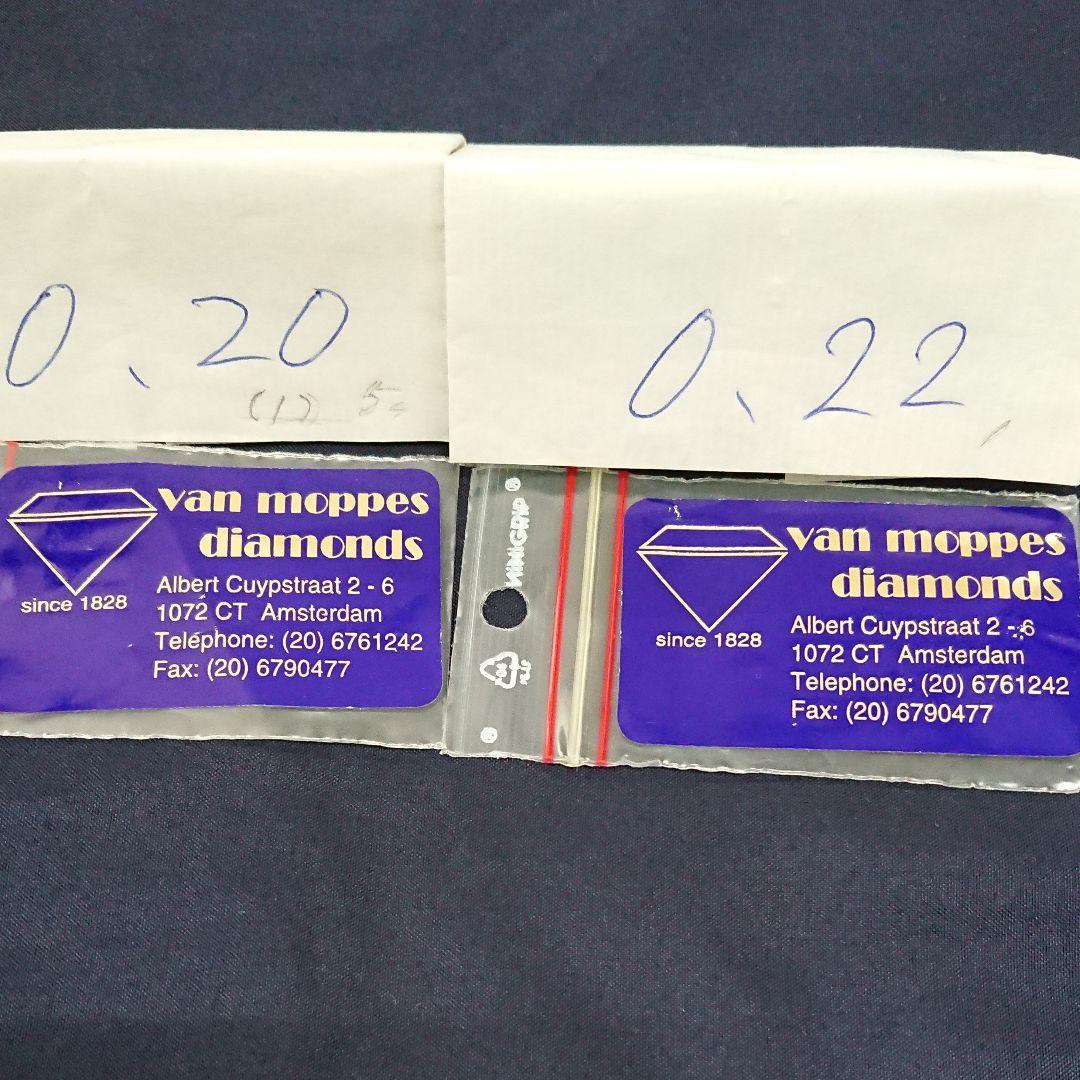 0、20
(1)
0、22
van moppes
diamonds
since 1828
Albert Cuypstraat 2 - 6
1072 CT Amsterdam
Telephone: (20) 6761242
Fax: (20) 6790477
MINIGRIP
van moppes
diamonds
since 1828
Albert Cuypstraat 2 - 6
1072 CT Amsterdam
Telephone: (20) 6761242
Fax: (20) 6790477